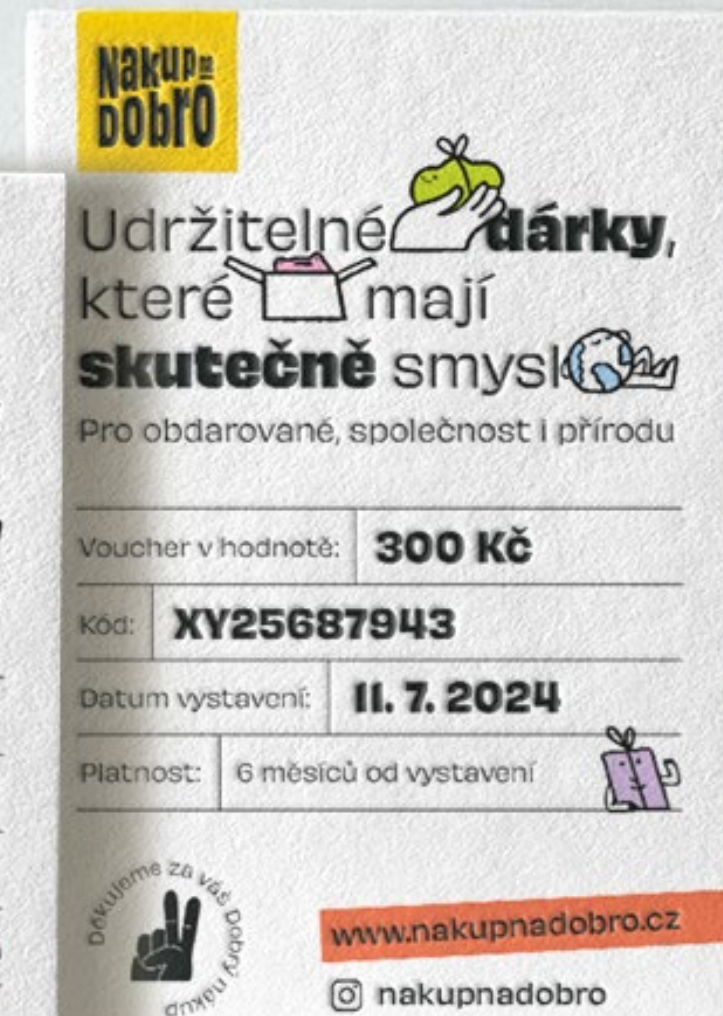 Nakup na
Dobro
Udržitelné dárky,
které mají
skutečně smysl
Pro obdarované, společnost i přírodu
Voucher v hodnotě: 300 Kč
Kód: XY25687943
Datum vystavení: 11. 7. 2024
Platnost: 6 měsíců od vystavení
Děkujeme za váš Dobrý nákup
www.nakupnadobro.cz
nakupnadobro